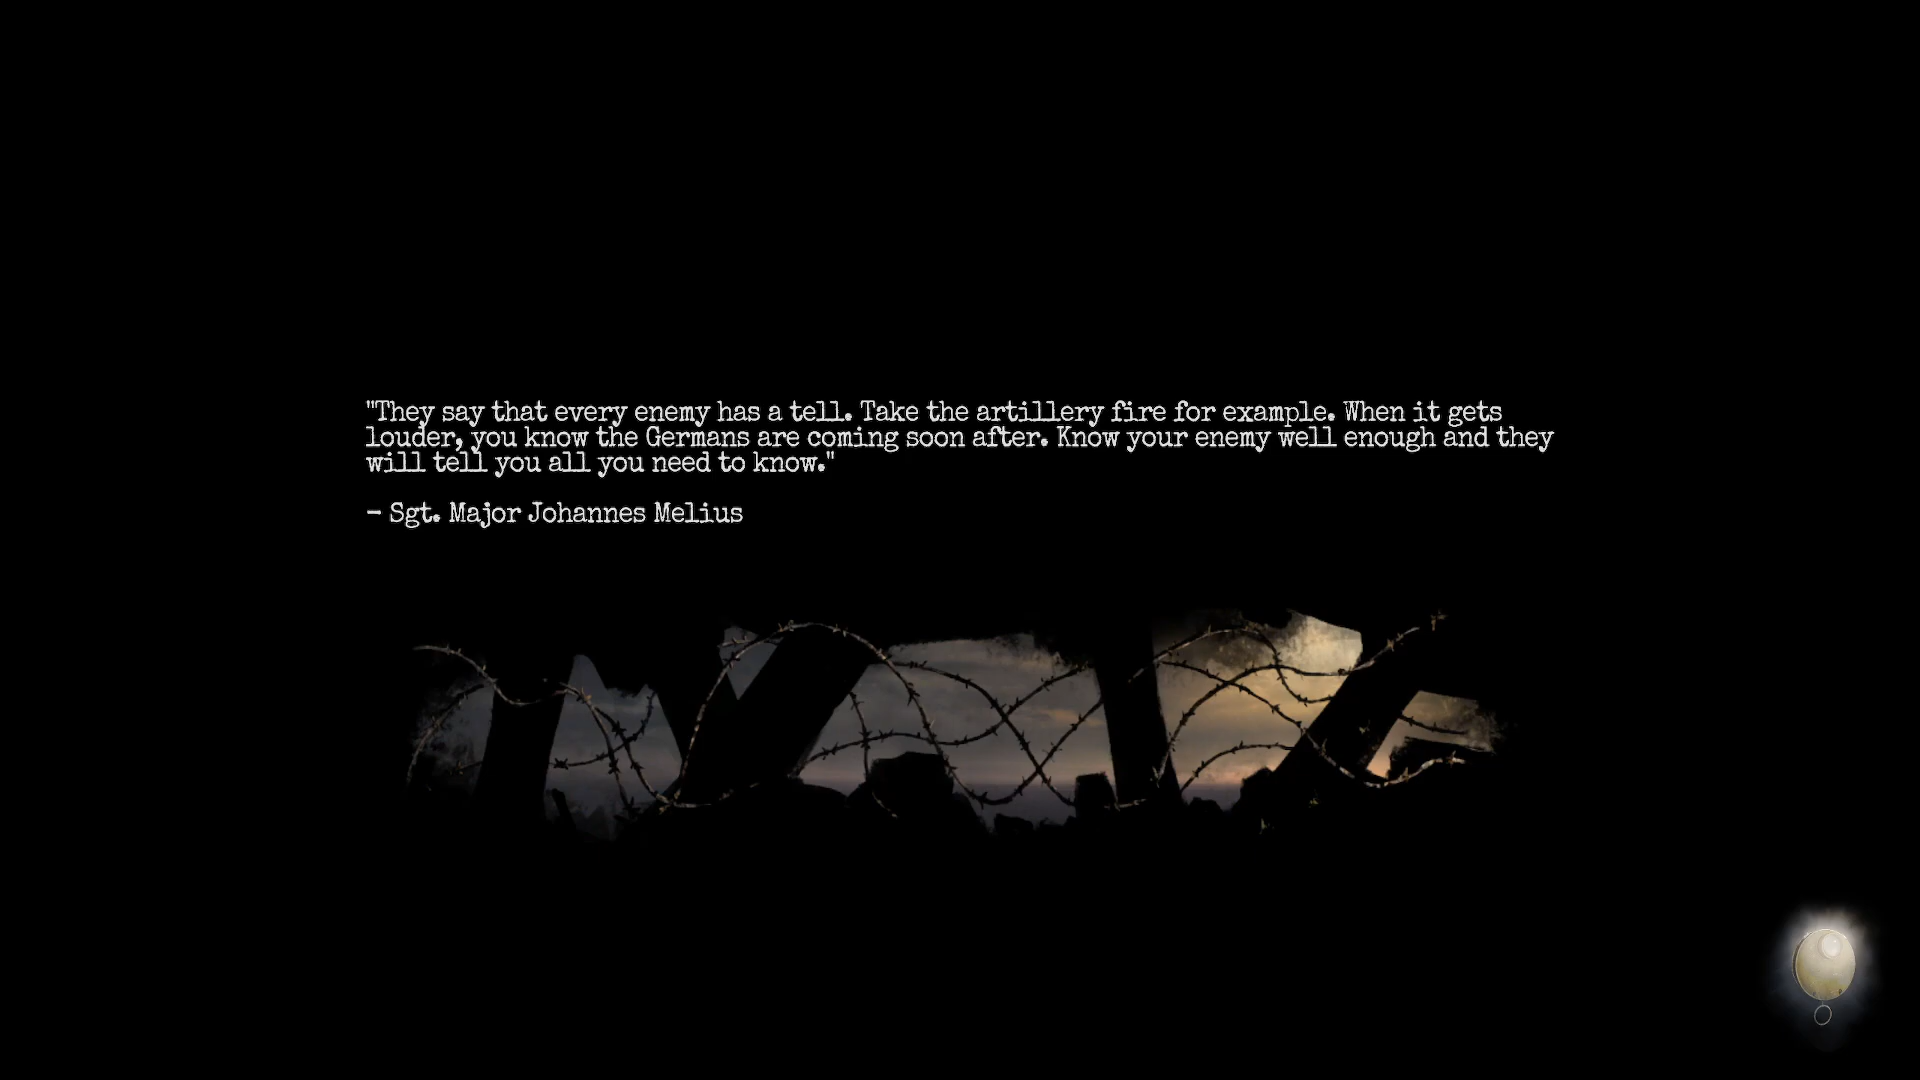 "They say that every enemy has a tell. Take the artillery fire for example. When it gets
louder, you know the Germans are coming soon after. Know your enemy well enough and they
will tell you all you need to know."
- Sgt. Major Johannes Melius